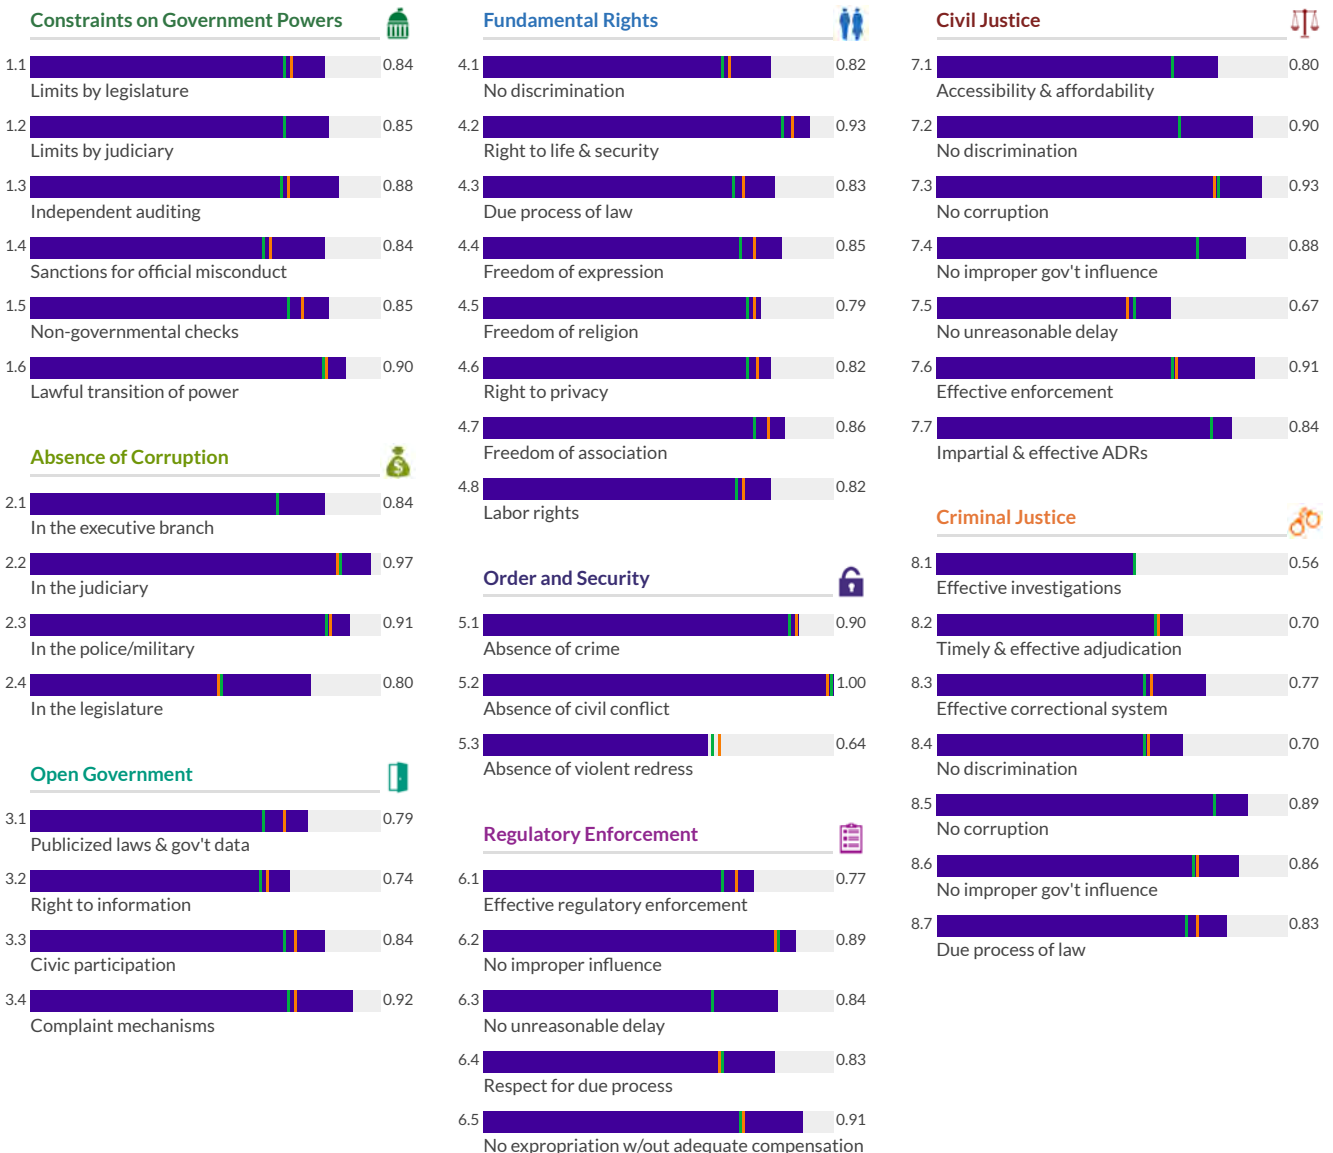 Constraints on Government Powers
1.1 0.84
Limits by legislature
1.2 0.85
Limits by judiciary
1.3 0.88
Independent auditing
1.4 0.84
Sanctions for official misconduct
1.5 0.85
Non-governmental checks
1.6 0.90
Lawful transition of power
Absence of Corruption
$
2.1 0.84
In the executive branch
2.2 0.97
In the judiciary
2.3 0.91
In the police/military
2.4 0.80
In the legislature
Open Government
3.1 0.79
Publicized laws & gov't data
3.2 0.74
Right to information
3.3 0.84
Civic participation
3.4 0.92
Complaint mechanisms
Fundamental Rights
4.1 0.82
No discrimination
4.2 0.93
Right to life & security
4.3 0.83
Due process of law
4.4 0.85
Freedom of expression
4.5 0.79
Freedom of religion
4.6 0.82
Right to privacy
4.7 0.86
Freedom of association
4.8 0.82
Labor rights
Order and Security
5.1 0.90
Absence of crime
5.2 1.00
Absence of civil conflict
5.3 0.64
Absence of violent redress
Regulatory Enforcement
6.1 0.77
Effective regulatory enforcement
6.2 0.89
No improper influence
6.3 0.84
No unreasonable delay
6.4 0.83
Respect for due process
6.5 0.91
No expropriation w/out adequate compensation
Civil Justice
7.1 0.80
Accessibility & affordability
7.2 0.90
No discrimination
7.3 0.93
No corruption
7.4 0.88
No improper gov't influence
7.5 0.67
No unreasonable delay
7.6 0.91
Effective enforcement
7.7 0.84
Impartial & effective ADRs
Criminal Justice
8.1 0.56
Effective investigations
8.2 0.70
Timely & effective adjudication
8.3 0.77
Effective correctional system
8.4 0.70
No discrimination
8.5 0.89
No corruption
8.6 0.86
No improper gov't influence
8.7 0.83
Due process of law